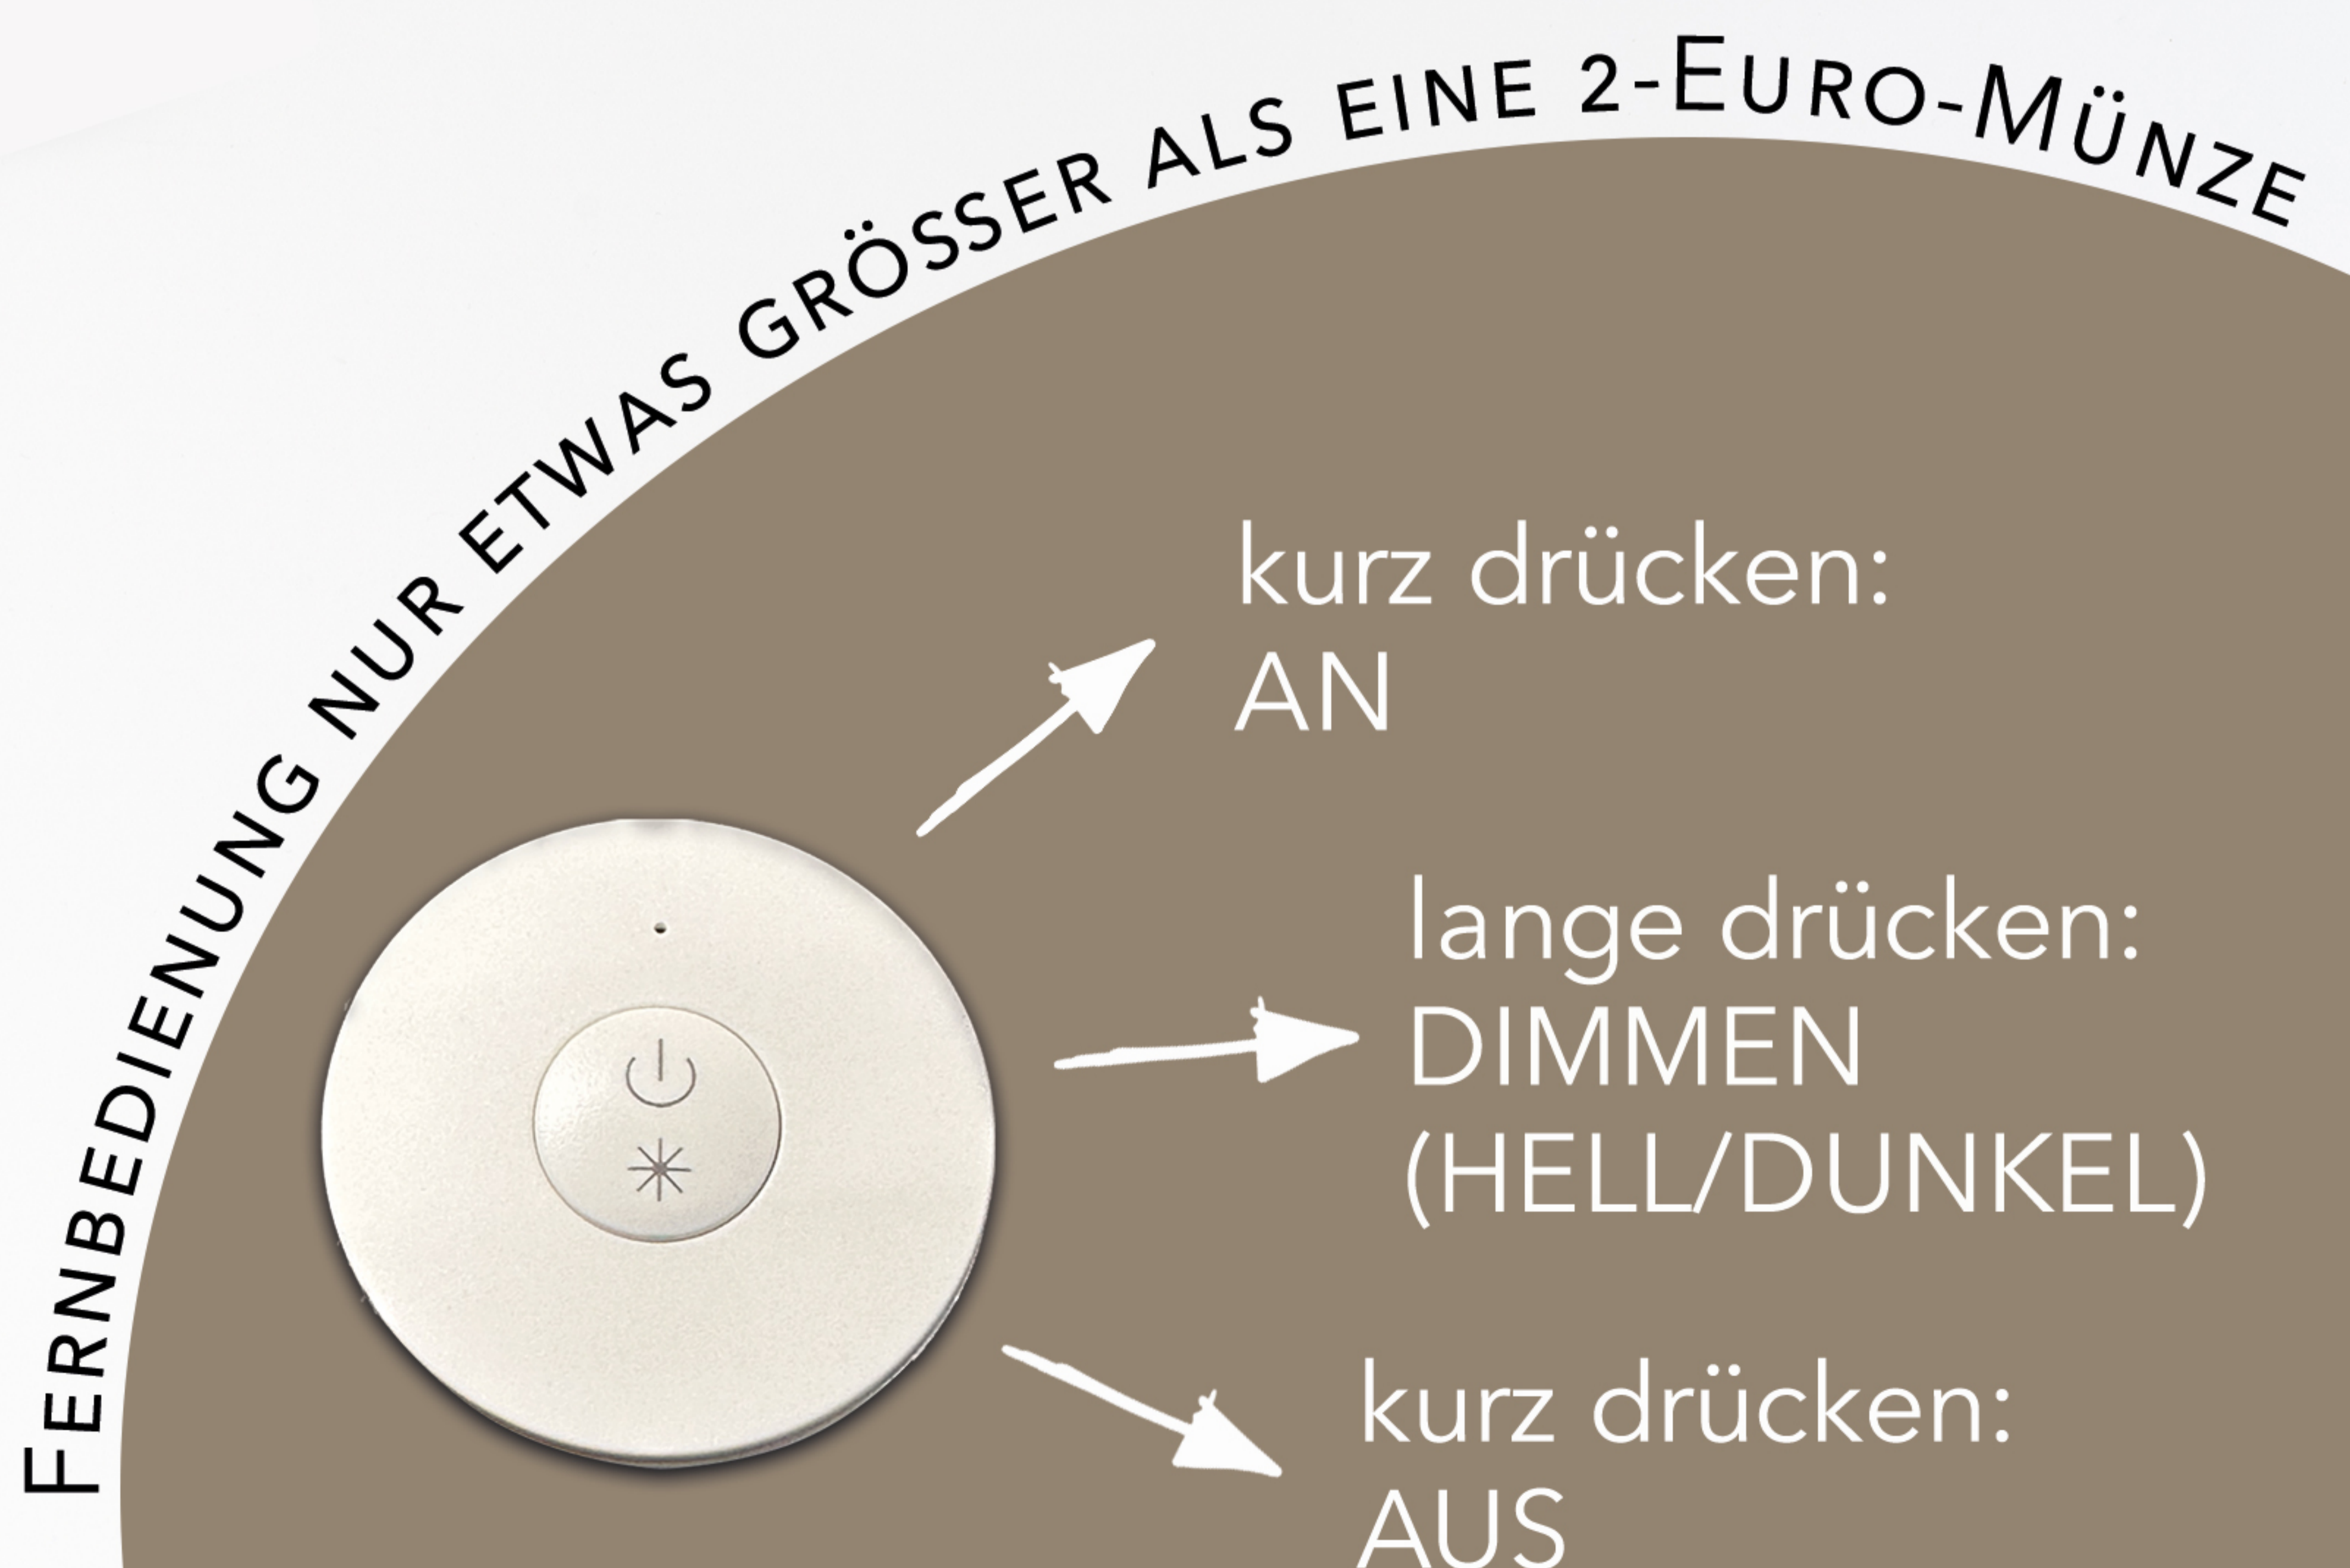 FERNBEDIENUNG NUR ETWAS GRÖSSER ALS EINE 2-EURO-MÜNZE
kurz drücken:
AN
lange drücken:
DIMMEN
(HELL/DUNKEL)
kurz drücken:
AUS